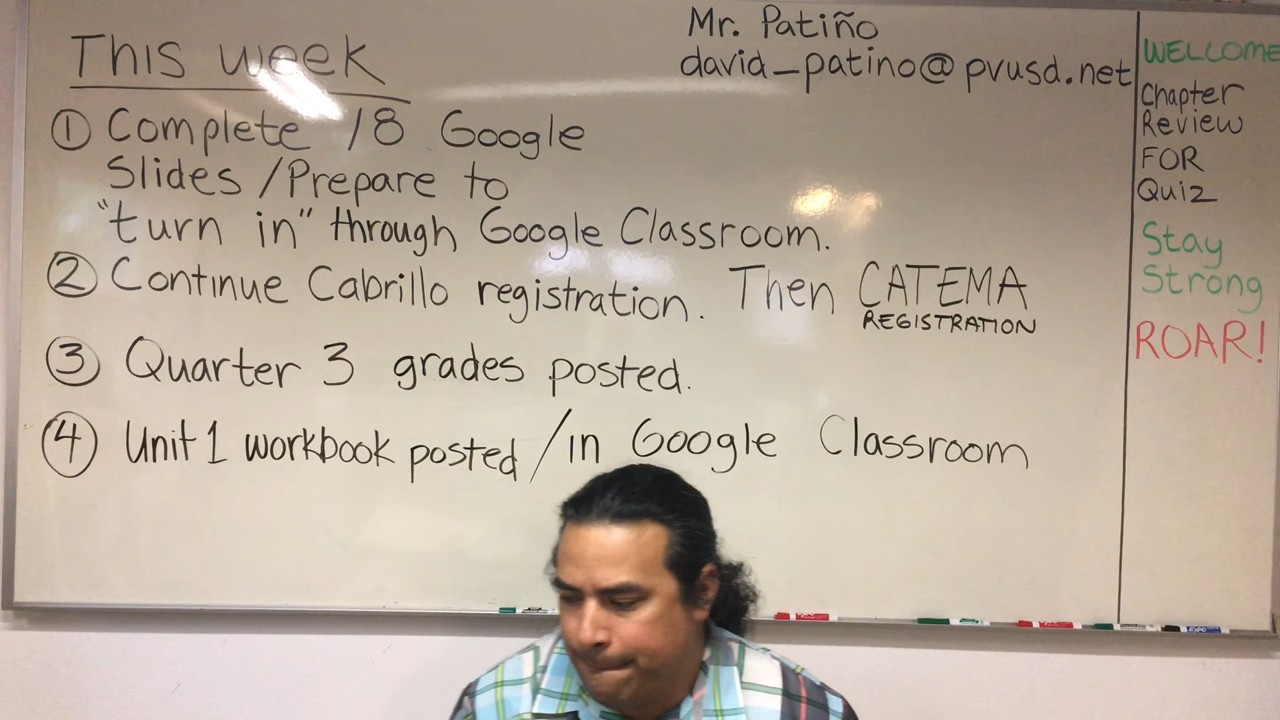 Mr. Patiño
david_patino@pvusd.net
This week
① Complete /8 Google
Slides / Prepare to
"turn in" through Google Classroom.
② Continue Cabrillo registration. Then CATEMA
REGISTRATION
③ Quarter 3 grades posted.
④ Unit 1 workbook posted / in Google Classroom
WELCOME
Chapter
Review
FOR
Quiz
Stay
Strong
ROAR!
EXPO